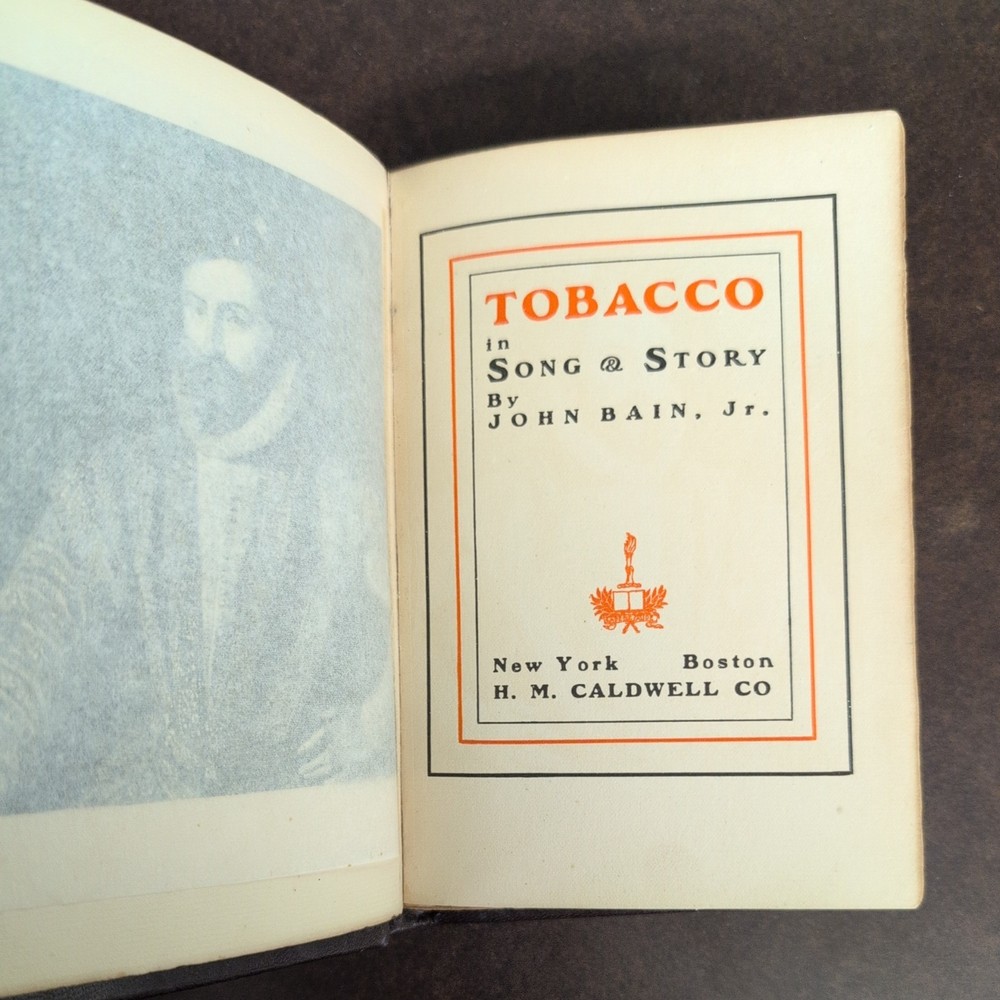 TOBACCO
in
SONG & STORY
By
JOHN BAIN, Jr.
New York Boston
H. M. CALDWELL CO